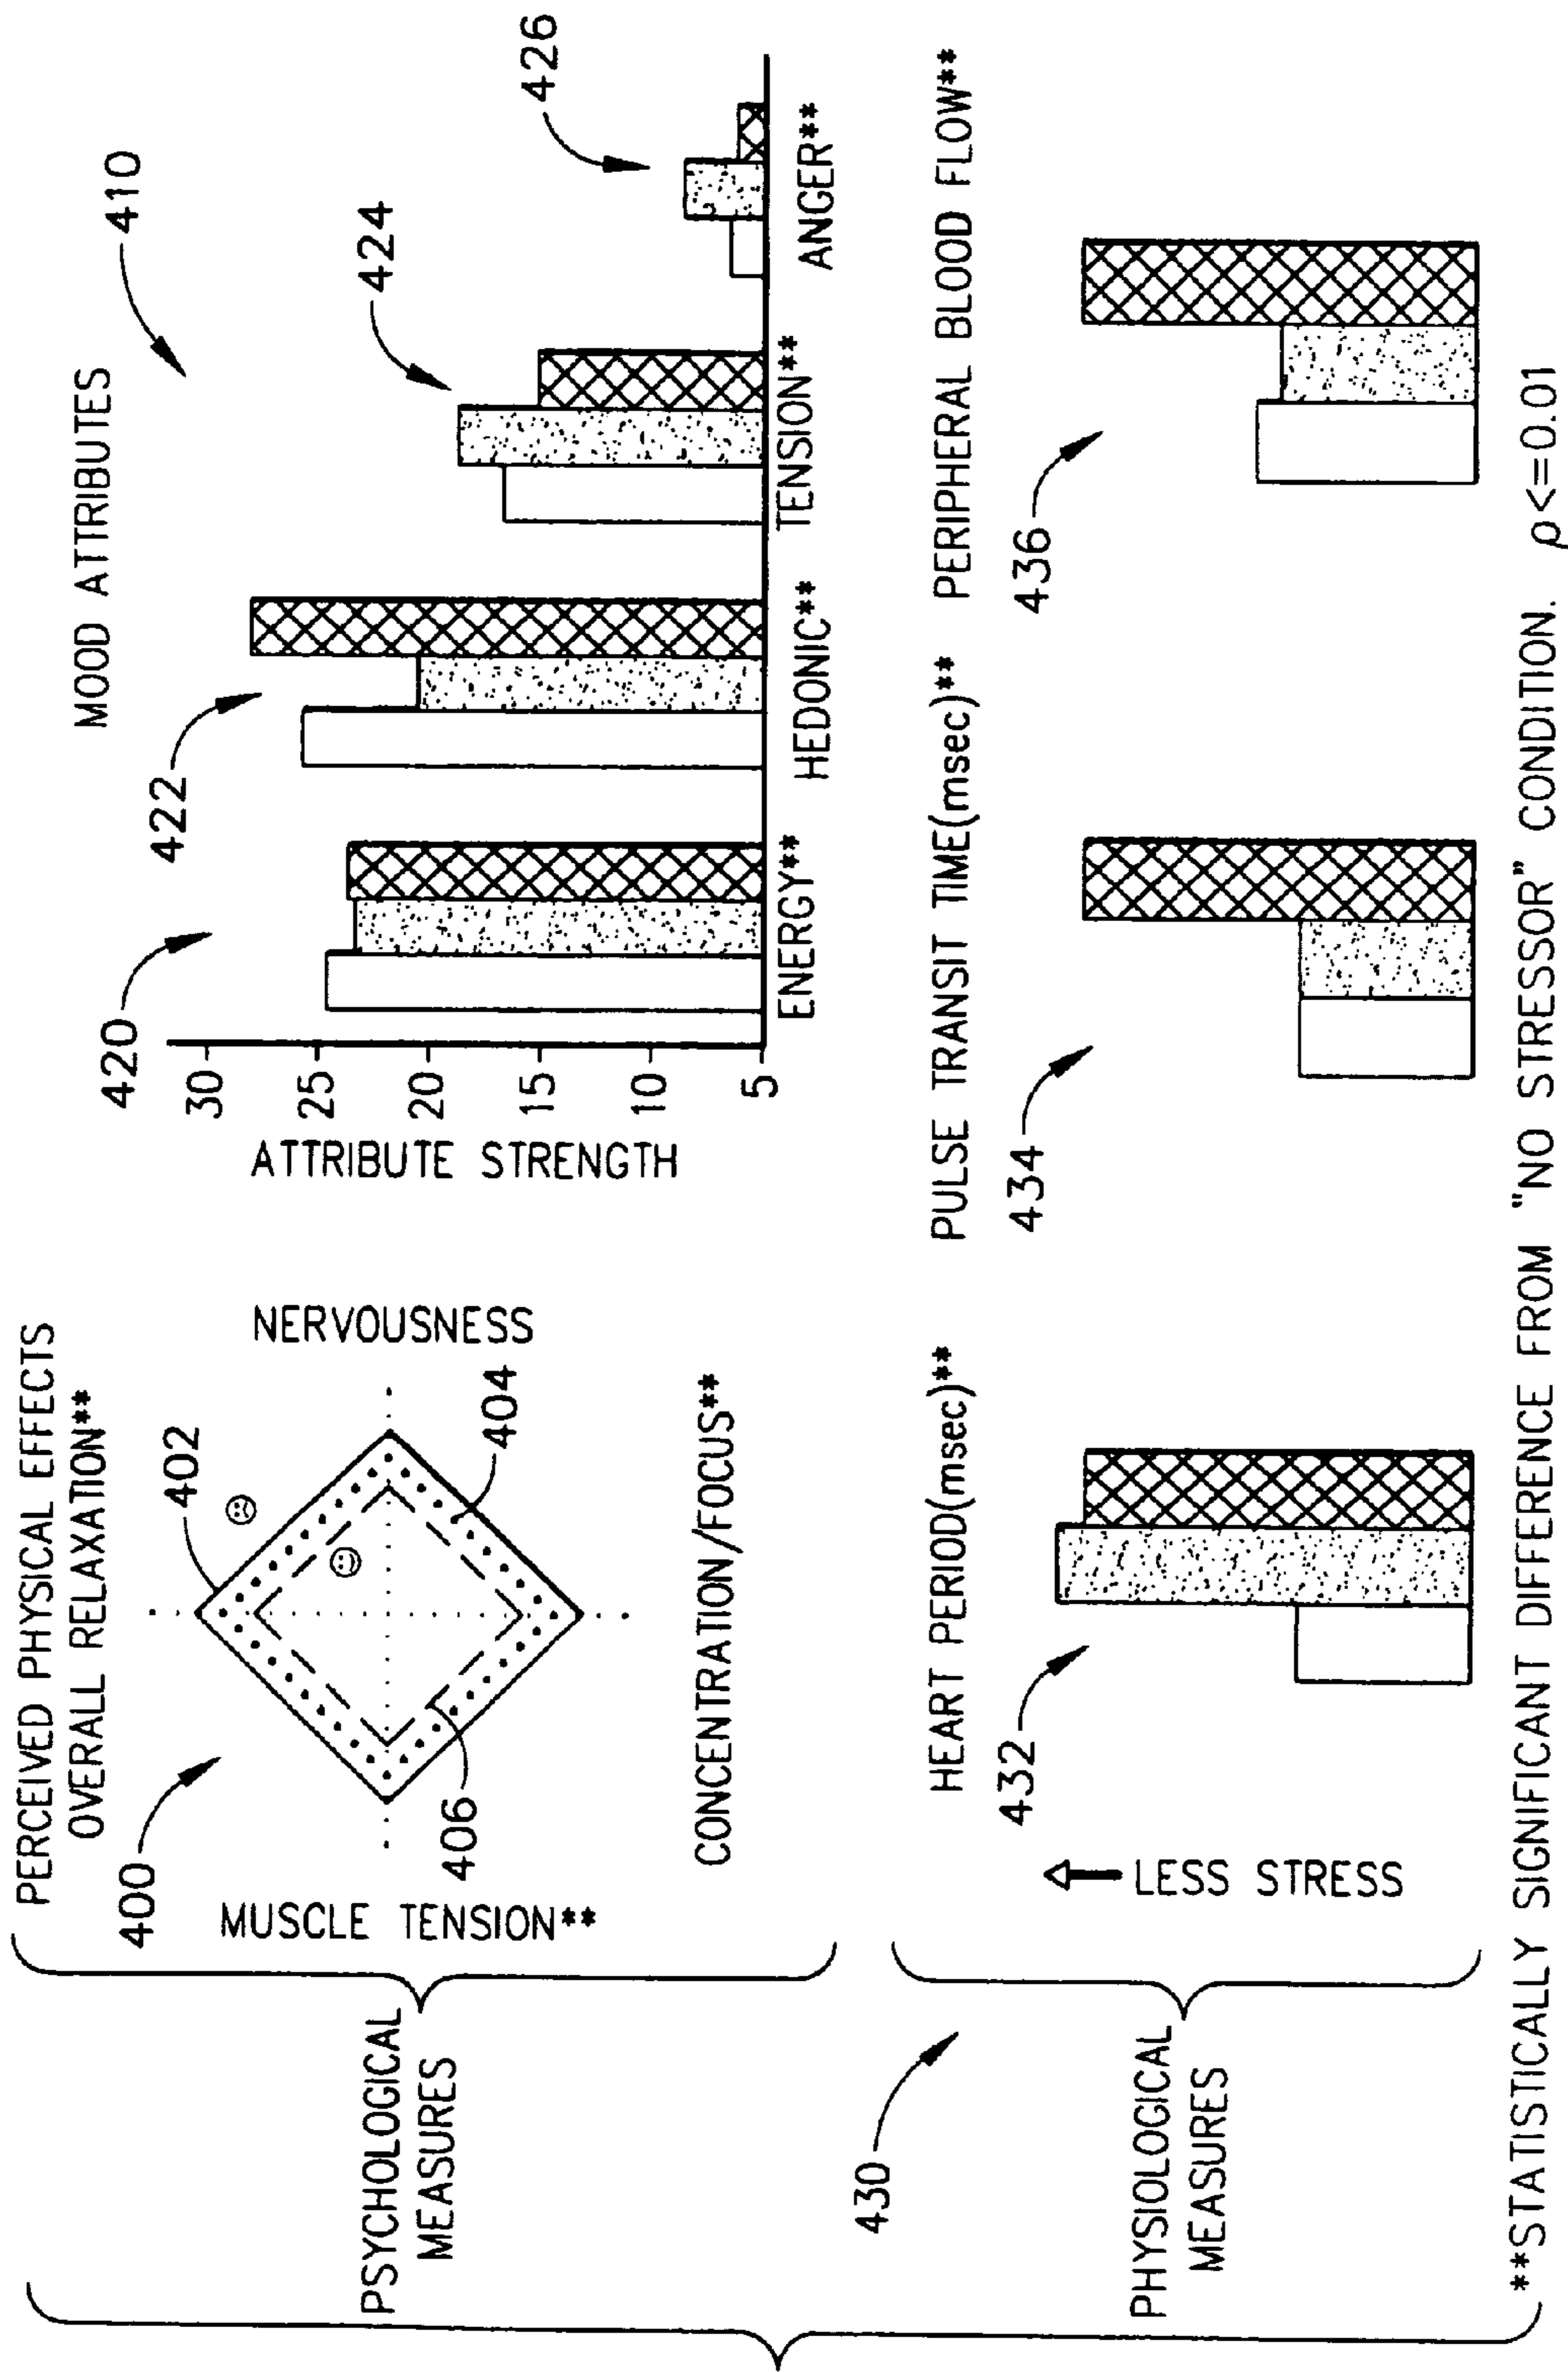 PSYCHOLOGICAL
MEASURES
PERCEIVED PHYSICAL EFFECTS
OVERALL RELAXATION**
400
402
MUSCLE TENSION**
NERVOUSNESS
404
406
CONCENTRATION/FOCUS**
MOOD ATTRIBUTES
410
420
422
424
426
ATTRIBUTE STRENGTH
30
25
20
15
10
5
ENERGY**
HEDONIC**
TENSION**
ANGER**
430
PHYSIOLOGICAL
MEASURES
LESS STRESS
HEART PERIOD(msec)**
432
PULSE TRANSIT TIME(msec)**
434
PERIPHERAL BLOOD FLOW**
436
**STATISTICALLY SIGNIFICANT DIFFERENCE FROM "NO STRESSOR" CONDITION. ρ<=0.01